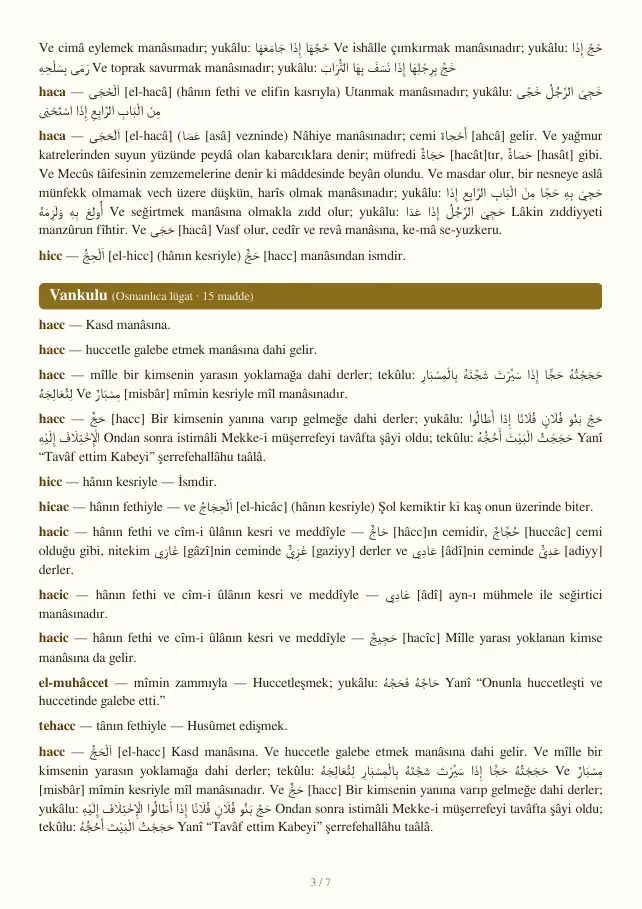 Ve cimâ eylemek manâsınadır; yukâlu: حَجَّهَا إِذَا جَامَعَهَا Ve ishâlle çımkırmak manâsınadır; yukâlu: حَجَّ إِذَا
رَمَى بِسَلْحِهِ Ve toprak savurmak manâsınadır; yukâlu: حَجَّ بِرِجْلِهَا إِذَا نَسَفَ بِهَا التُّرَابَ
haca — اَلْحَجَى [el-hacâ] (hânın fethi ve elifin kasrıyla) Utanmak manâsınadır; yukâlu: حَجِيَ الرَّجُلُ حَجًى
مِنَ الْبَابِ الرَّابِعِ إِذَا اسْتَحْيَى
haca — اَلْحَجَى [el-hacâ] (عَصَا [asâ] vezninde) Nâhiye manâsınadır; cemi أَحْجَاء [ahcâ] gelir. Ve yağmur
katrelerinden suyun yüzünde peydâ olan kabarcıklara denir; müfredi حَجَاةٌ [hacât]tır, حَصَاةٌ [hasât] gibi.
Ve Mecûs tâifesinin zemzemelerine denir ki mâddesinde beyân olundu. Ve masdar olur, bir nesneye aslâ
münfekk olmamak vech üzere düşkün, harîs olmak manâsınadır; yukâlu: حَجِيَ بِهِ حَجًا مِنَ الْبَابِ الرَّابِعِ إِذَا
أُولِعَ بِهِ وَلَزِمَهُ Ve seğirtmek manâsına olmakla zıdd olur; yukâlu: حَجِيَ الرَّجُلُ إِذَا عَدَا Lâkin zıddiyyeti
manzûrun fîhtir. Ve حَجَى [hacâ] Vasf olur, cedîr ve revâ manâsına, ke-mâ se-yuzkeru.
hicc — اَلْحِجُّ [el-hicc] (hânın kesriyle) حَجٌّ [hacc] manâsından ismdir.
Vankulu (Osmanlıca lügat · 15 madde)
hacc — Kasd manâsına.
hacc — huccetle galebe etmek manâsına dahi gelir.
hacc — mîlle bir kimsenin yarasın yoklamağa dahi derler; tekûlu: حَجَجْتُهُ حَجًّا إِذَا سَبَّرْتَ شَجَّتَهُ بِالْمِسْبَارِ
لِتُعَالِجَهُ Ve مِسْبَارٌ [misbâr] mîmin kesriyle mîl manâsınadır.
hacc — حَجٌّ [hacc] Bir kimsenin yanına varıp gelmeğe dahi derler; yukâlu: حَجَّ بَنُو فُلَانٍ فُلَانًا إِذَا أَطَالُوا
الْاِخْتِلَافَ إِلَيْهِ Ondan sonra istimâli Mekke-i müşerrefeyi tavâfta şâyi oldu; tekûlu: حَجَجْتُ الْبَيْتَ أَحُجُّهُ Yanî
“Tavâf ettim Kabeyi” şerrefehallâhu taâlâ.
hicc — hânın kesriyle — İsmdir.
hicac — hânın fethiyle — ve اَلْحِجَاجُ [el-hicâc] (hânın kesriyle) Şol kemiktir ki kaş onun üzerinde biter.
hacic — hânın fethi ve cîm-i ûlânın kesri ve meddîyle — حَاجٌّ [hâcc]ın cemidir, حُجَّاجٌ [huccâc] cemi
olduğu gibi, nitekim غَازِي [gâzî]nin ceminde غَزِيٌّ [gaziyy] derler ve عَادِي [âdî]nin ceminde عَدِيٌّ [adiyy]
derler.
hacic — hânın fethi ve cîm-i ûlânın kesri ve meddîyle — عَادِي [âdî] ayn-ı mühmele ile seğirtici
manâsınadır.
hacic — hânın fethi ve cîm-i ûlânın kesri ve meddîyle — حَجِيجٌ [hacîc] Mîlle yarası yoklanan kimse
manâsına da gelir.
el-muhâccet — mîmin zammıyla — Huccetleşmek; yukâlu: حَاجَّهُ فَحَجَّهُ Yanî “Onunla huccetleşti ve
huccetinde galebe etti.”
tehacc — tânın fethiyle — Husûmet edişmek.
hacc — اَلْحَجُّ [el-hacc] Kasd manâsına. Ve huccetle galebe etmek manâsına dahi gelir. Ve mîlle bir
kimsenin yarasın yoklamağa dahi derler; tekûlu: حَجَجْتُهُ حَجًّا إِذَا سَبَّرْتَ شَجَّتَهُ بِالْمِسْبَارِ لِتُعَالِجَهُ Ve مِسْبَارٌ
[misbâr] mîmin kesriyle mîl manâsınadır. Ve حَجٌّ [hacc] Bir kimsenin yanına varıp gelmeğe dahi derler;
yukâlu: حَجَّ بَنُو فُلَانٍ فُلَانًا إِذَا أَطَالُوا الْاِخْتِلَافَ إِلَيْهِ Ondan sonra istimâli Mekke-i müşerrefeyi tavâfta şâyi oldu;
tekûlu: حَجَجْتُ الْبَيْتَ أَحُجُّهُ Yanî “Tavâf ettim Kabeyi” şerrefehallâhu taâlâ.
3 / 7